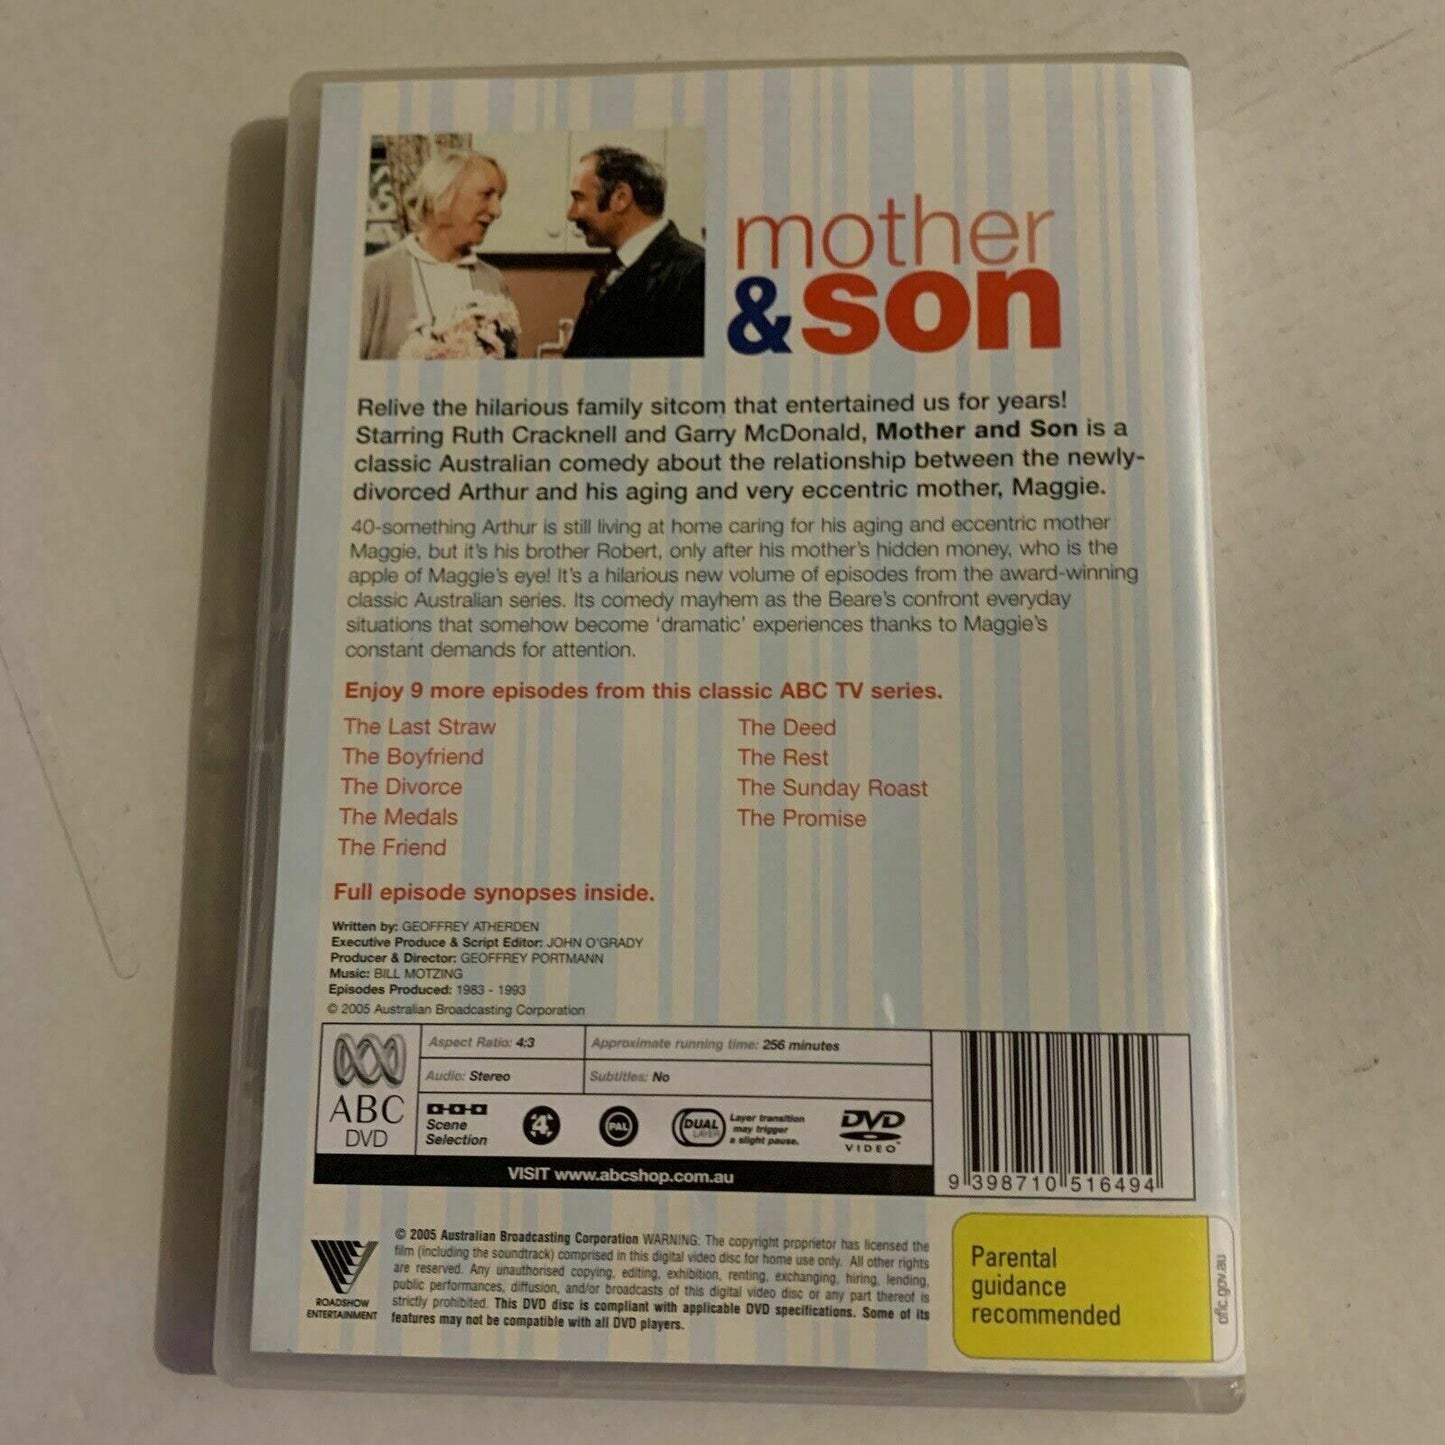 mother
& son
Relive the hilarious family sitcom that entertained us for years!
Starring Ruth Cracknell and Garry McDonald, Mother and Son is a
classic Australian comedy about the relationship between the newly-
divorced Arthur and his aging and very eccentric mother, Maggie.
40-something Arthur is still living at home caring for his aging and eccentric mother
Maggie, but it's his brother Robert, only after his mother's hidden money, who is the
apple of Maggie's eye! It's a hilarious new volume of episodes from the award-winning
classic Australian series. Its comedy mayhem as the Beare's confront everyday
situations that somehow become 'dramatic' experiences thanks to Maggie's
constant demands for attention.
Enjoy 9 more episodes from this classic ABC TV series.
The Last Straw
The Boyfriend
The Divorce
The Medals
The Friend
The Deed
The Rest
The Sunday Roast
The Promise
Full episode synopses inside.
Written by: GEOFFREY ATHERDEN
Executive Produce & Script Editor: JOHN O'GRADY
Producer & Director: GEOFFREY PORTMANN
Music: BILL MOTZING
Episodes Produced: 1983 - 1993
© 2005 Australian Broadcasting Corporation
ABC
DVD
Aspect Ratio: 4:3
Approximate running time: 256 minutes
Audio: Stereo
Subtitles: No
Scene
Selection
4
PAL
DUAL
LAYER
Layer transition
may trigger
a slight pause.
DVD
VIDEO™
VISIT www.abcshop.com.au
9 398710 516494
ROADSHOW
ENTERTAINMENT
© 2005 Australian Broadcasting Corporation WARNING: The copyright proprietor has licensed the
film (including the soundtrack) comprised in this digital video disc for home use only. All other rights
are reserved. Any unauthorised copying, editing, exhibition, renting, exchanging, hiring, lending,
public performances, diffusion, and/or broadcasts of this digital video disc or any part thereof is
strictly prohibited. This DVD disc is compliant with applicable DVD specifications. Some of its
features may not be compatible with all DVD players.
Parental
guidance
recommended
oflc.gov.au